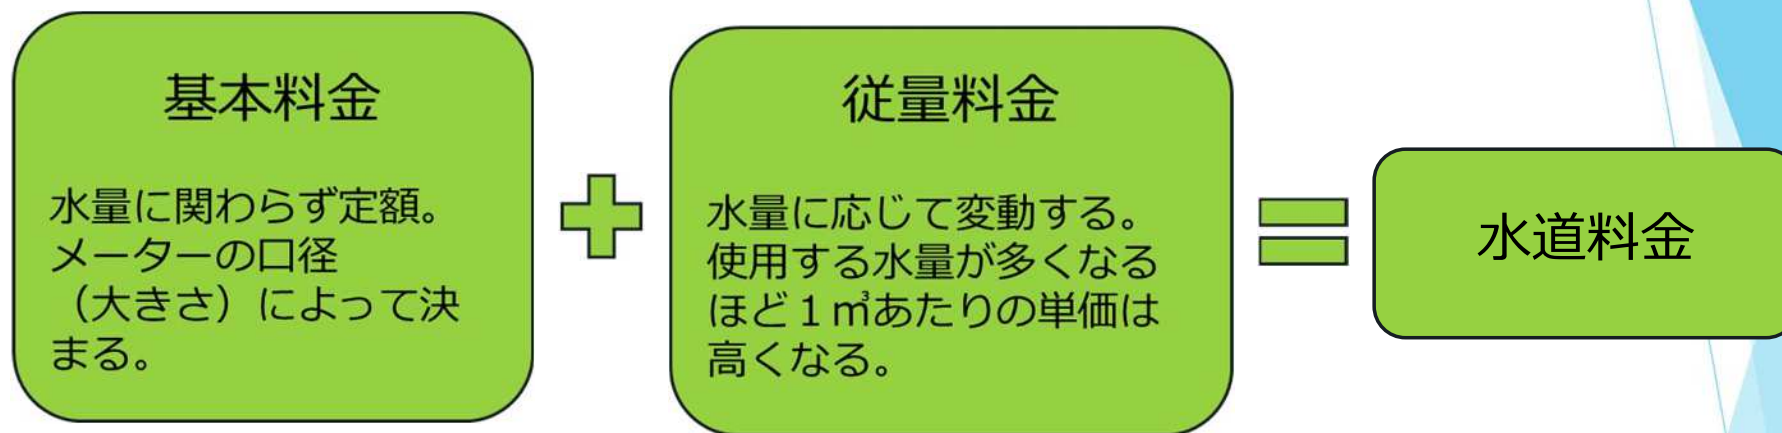 基本料金
水量に関わらず定額。
メーターの口径
（大きさ）によって決
まる。
従量料金
水量に応じて変動する。
使用する水量が多くなる
ほど１㎥あたりの単価は
高くなる。
水道料金